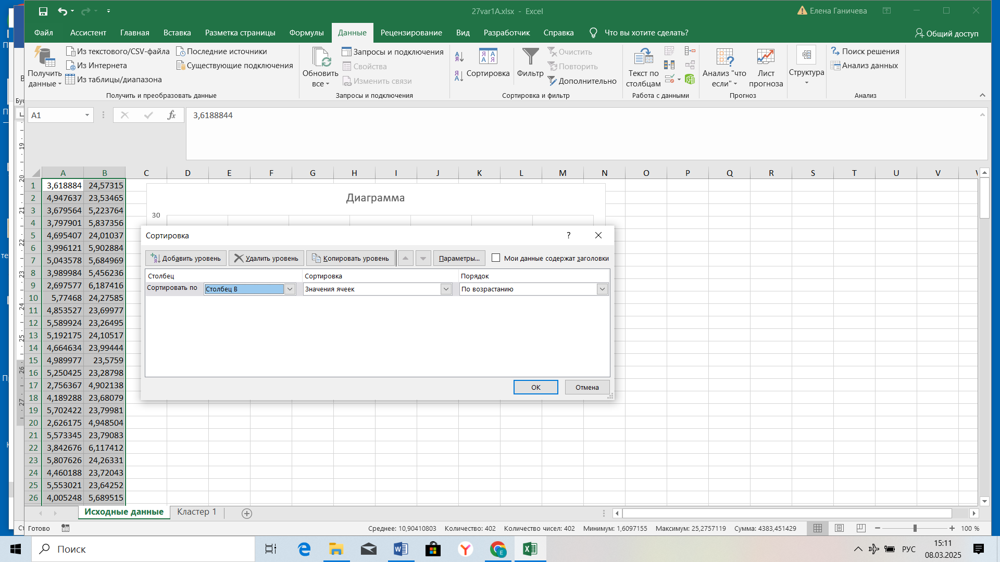 27var1A.xlsx - Excel
Елена Ганичева
Файл Ассистент Главная Вставка Разметка страницы Формулы Данные Рецензирование Вид Разработчик Справка Что вы хотите сделать? Общий доступ
Получить данные
Из текстового/CSV-файла
Из Интернета
Из таблицы/диапазона
Последние источники
Существующие подключения
Получить и преобразовать данные
Обновить все
Запросы и подключения
Свойства
Изменить связи
Запросы и подключения
Сортировка
Фильтр
Очистить
Повторить
Дополнительно
Сортировка и фильтр
Текст по столбцам
Работа с данными
Анализ "что если"
Лист прогноза
Прогноз
Структура
Поиск решения
Анализ данных
Анализ
A1
fx
3,6188844
A B C D E F G H I J K L M N O P Q R S T U V
1 3,618884 24,57315
2 4,947637 23,53465
3 3,679564 5,223764
4 3,797901 5,837356
5 4,695407 24,01037
6 3,996121 5,902884
7 5,043578 5,684969
8 3,989984 5,456236
9 2,697577 6,187416
10 5,77468 24,27585
11 4,853527 23,69977
12 5,589924 23,26495
13 5,192175 24,10517
14 4,664634 23,99444
15 4,989977 23,5759
16 5,250425 23,28798
17 2,756367 4,902138
18 4,189288 23,68079
19 5,702422 23,79981
20 2,626175 4,948504
21 5,573345 23,79083
22 3,842676 6,117412
23 5,807626 24,26331
24 4,460188 23,72043
25 5,553021 23,64252
26 4,005248 5,689515
Диаграмма
30
Сортировка ?
Добавить уровень Удалить уровень Копировать уровень Параметры... Мои данные содержат заголовки
Столбец Сортировка Порядок
Сортировать по Столбец B Значения ячеек По возрастанию
ОК Отмена
Исходные данные Кластер 1
Готово
Среднее: 10,90410803 Количество: 402 Количество чисел: 402 Минимум: 1,6097155 Максимум: 25,2757119 Сумма: 4383,451429 100 %
Поиск
РУС
15:11
08.03.2025